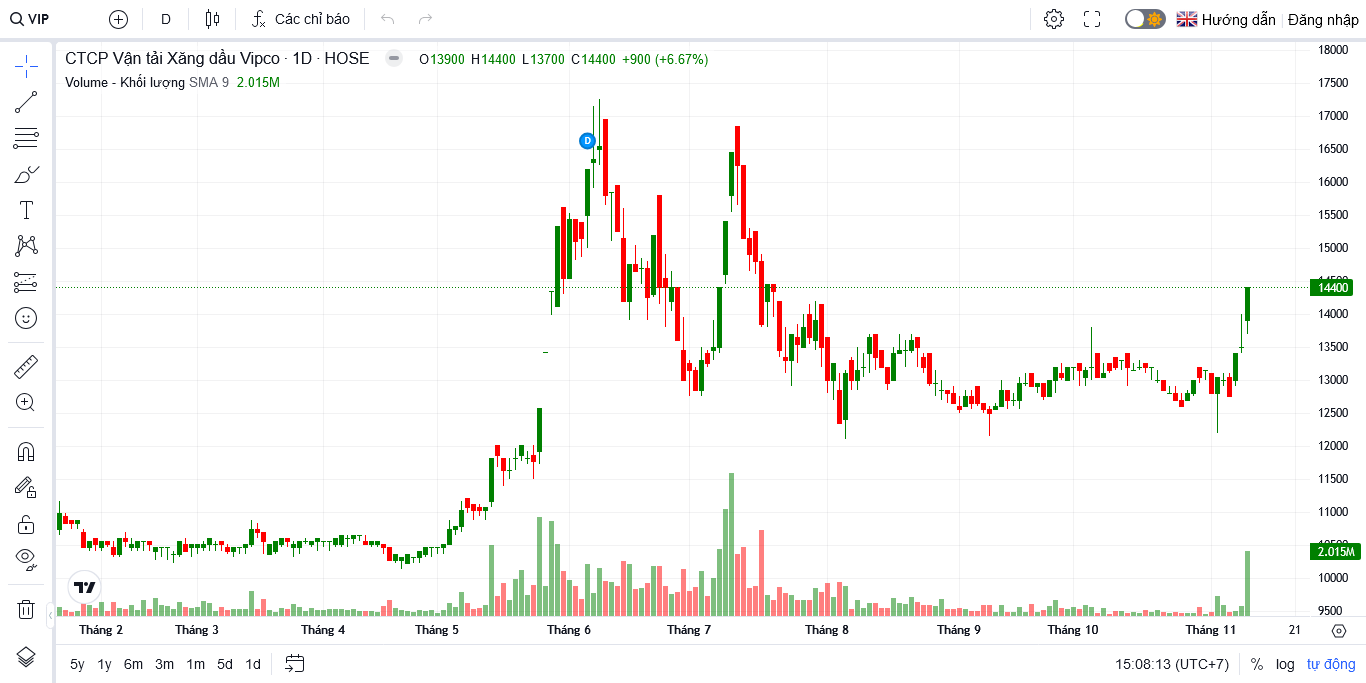 VIP D Các chỉ báo Hướng dẫn Đăng nhập
CTCP Vận tải Xăng dầu Vipco · 1D · HOSE O13900 H14400 L13700 C14400 +900 (+6.67%)
Volume - Khối lượng SMA 9 2.015M
D
18000
17500
17000
16500
16000
15500
15000
14500
14400
14000
13500
13000
12500
12000
11500
11000
10500
2.015M
10000
9500
Tháng 2 Tháng 3 Tháng 4 Tháng 5 Tháng 6 Tháng 7 Tháng 8 Tháng 9 Tháng 10 Tháng 11 21
5y 1y 6m 3m 1m 5d 1d 15:08:13 (UTC+7) % log tự động